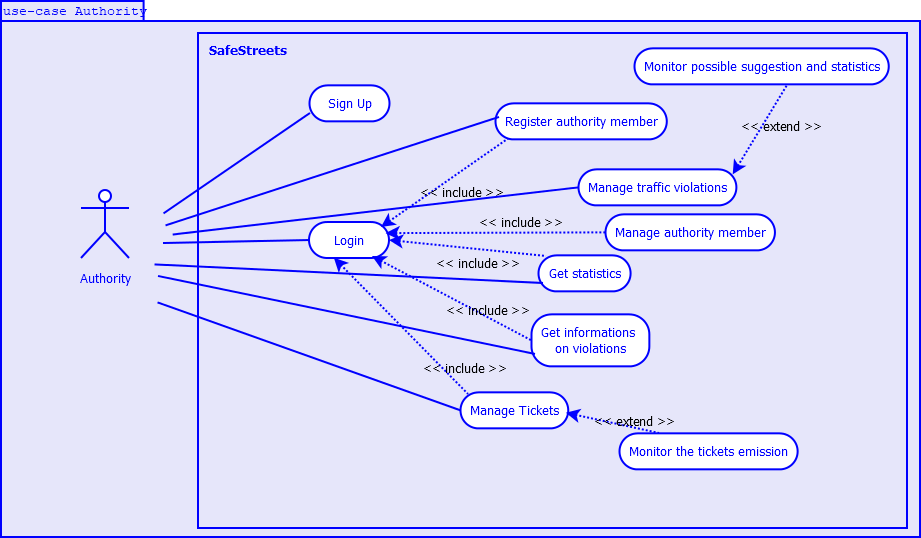 use-case Authority
SafeStreets
Monitor possible suggestion and statistics
Sign Up
Register authority member
<< extend >>
Manage traffic violations
<< include >>
<< include >>
Manage authority member
Login
<< include >>
Get statistics
Authority
<< include >>
Get informations
on violations
<< include >>
Manage Tickets
<< extend >>
Monitor the tickets emission